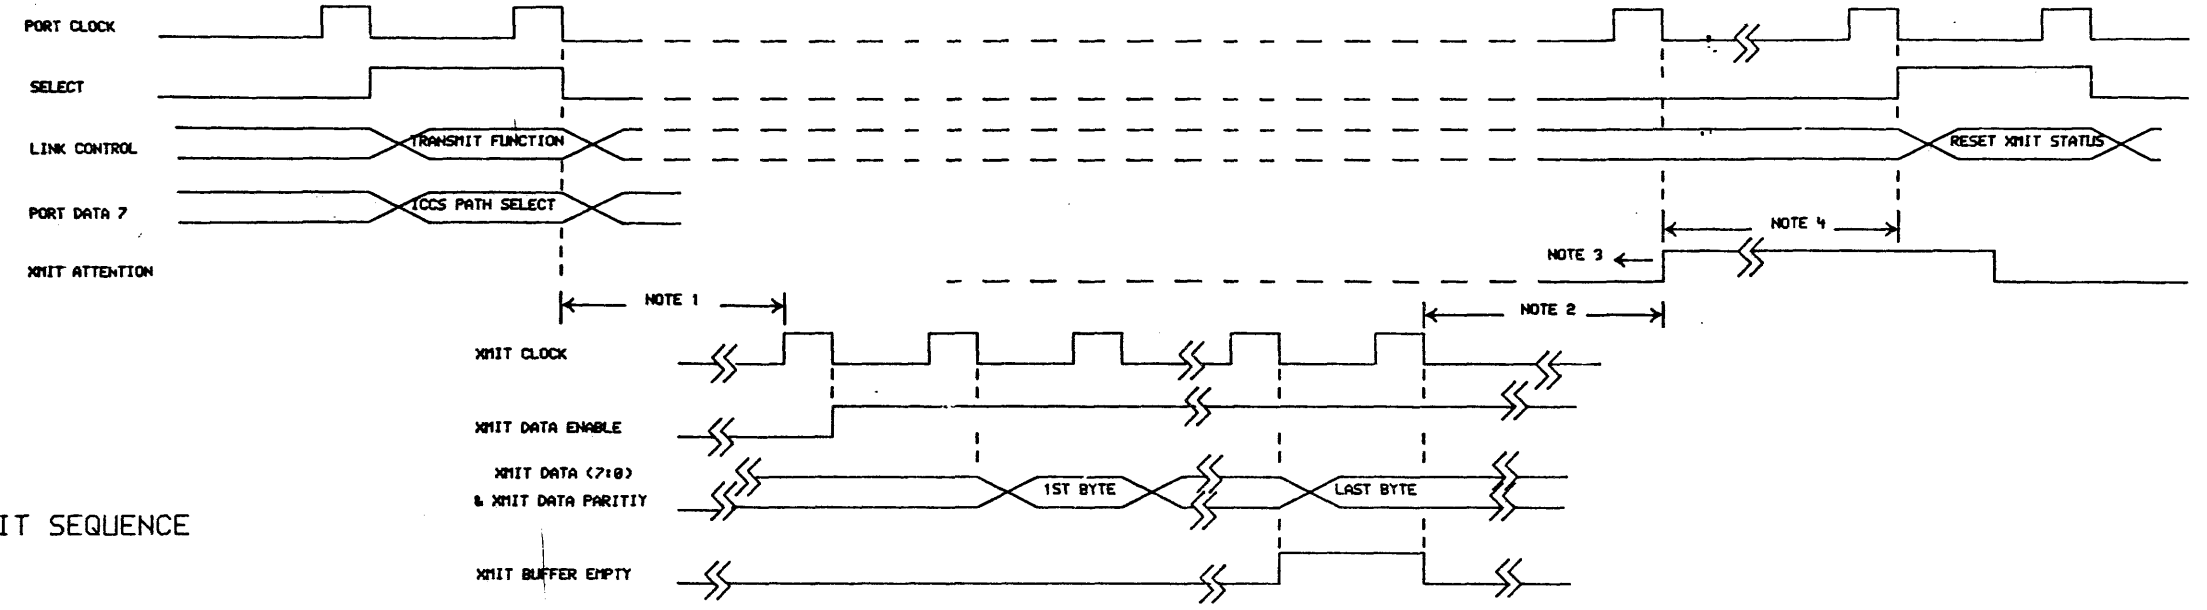 PORT CLOCK
SELECT
LINK CONTROL
TRANSMIT FUNCTION
RESET XMIT STATUS
PORT DATA 7
ICCS PATH SELECT
NOTE 4
NOTE 3
XMIT ATTENTION
NOTE 1
NOTE 2
XMIT CLOCK
XMIT DATA ENABLE
XMIT DATA (7:0)
& XMIT DATA PARITIY
1ST BYTE
LAST BYTE
IT SEQUENCE
XMIT BUFFER EMPTY